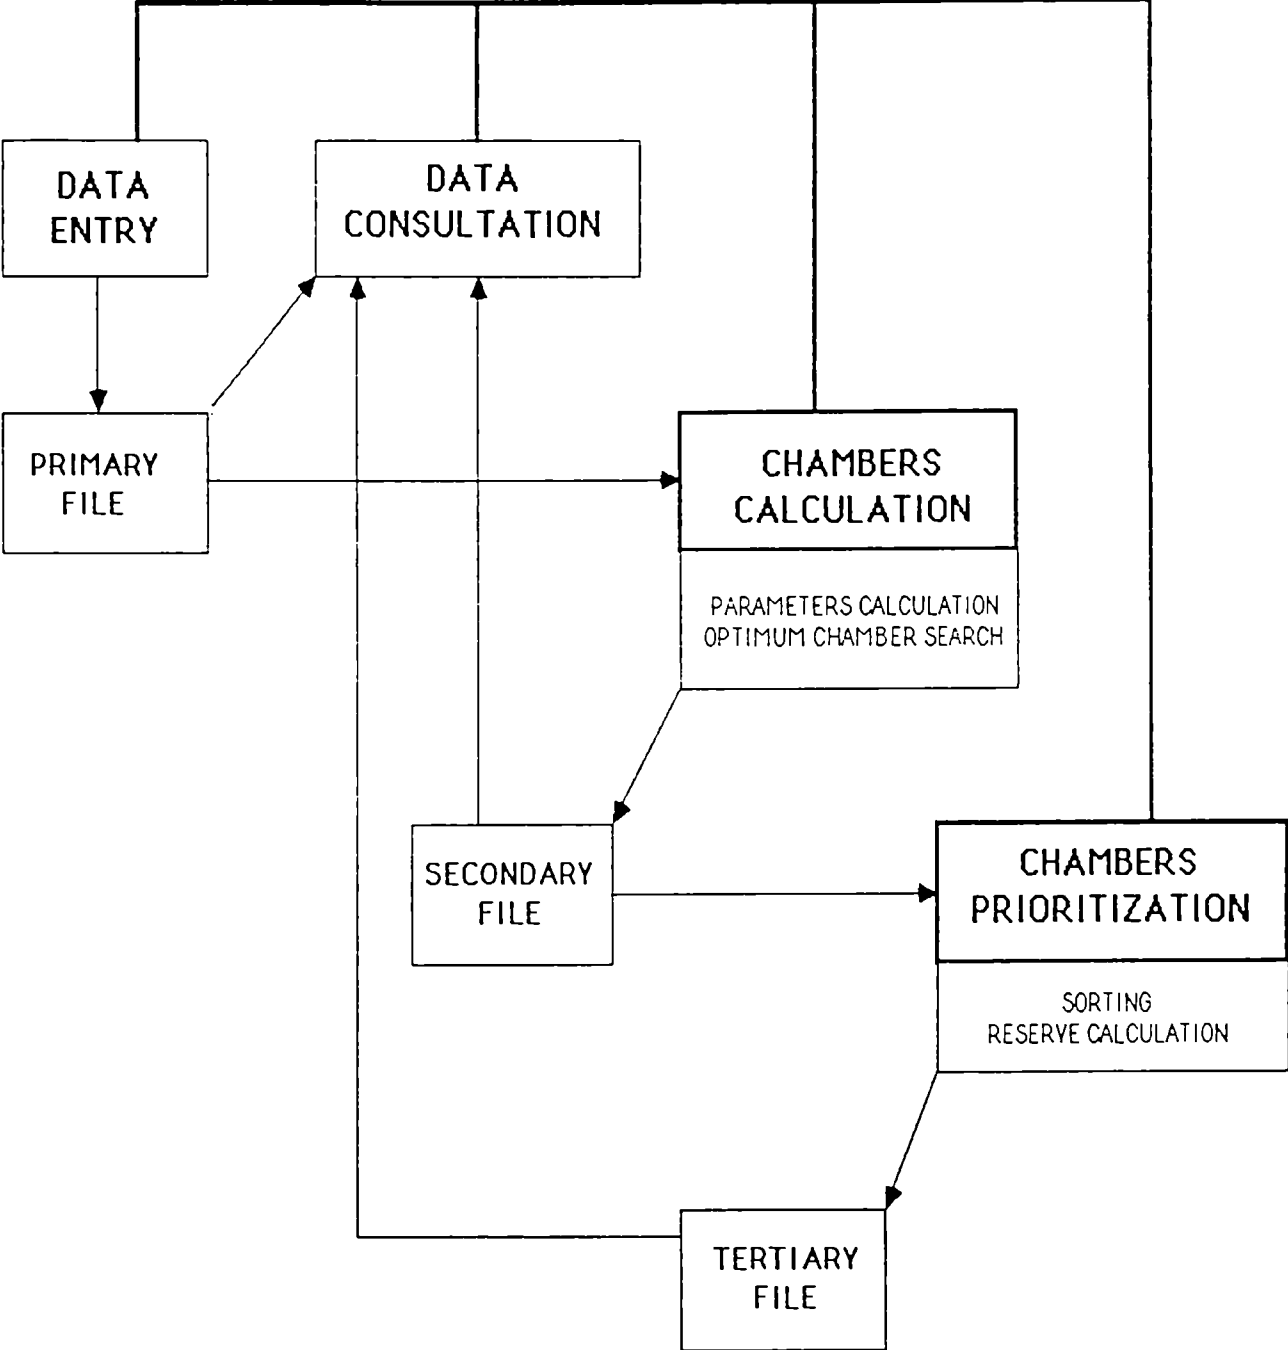 DATA
ENTRY
DATA
CONSULTATION
PRIMARY
FILE
CHAMBERS
CALCULATION
PARAMETERS CALCULATION
OPTIMUM CHAMBER SEARCH
SECONDARY
FILE
CHAMBERS
PRIORITIZATION
SORTING
RESERVE CALCULATION
TERTIARY
FILE